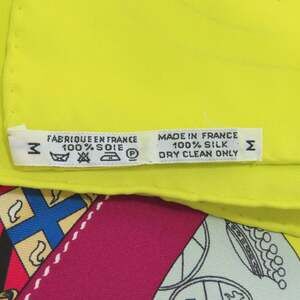 FABRIQUE EN FRANCE
100% SOIE
P
M
MADE IN FRANCE
100% SILK
DRY CLEAN ONLY
M